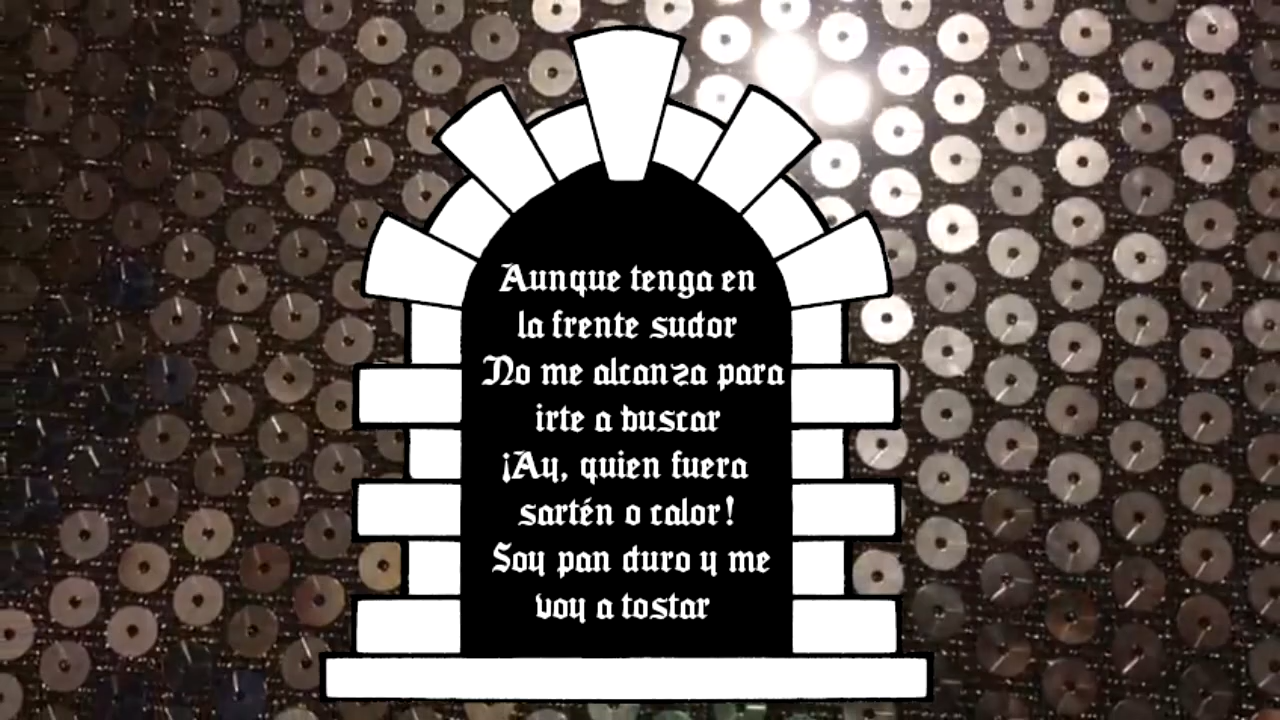 Aunque tenga en
la frente sudor
No me alcanza para
irte a buscar
¡Ay, quien fuera
sartén o calor!
Soy pan duro y me
voy a tostar